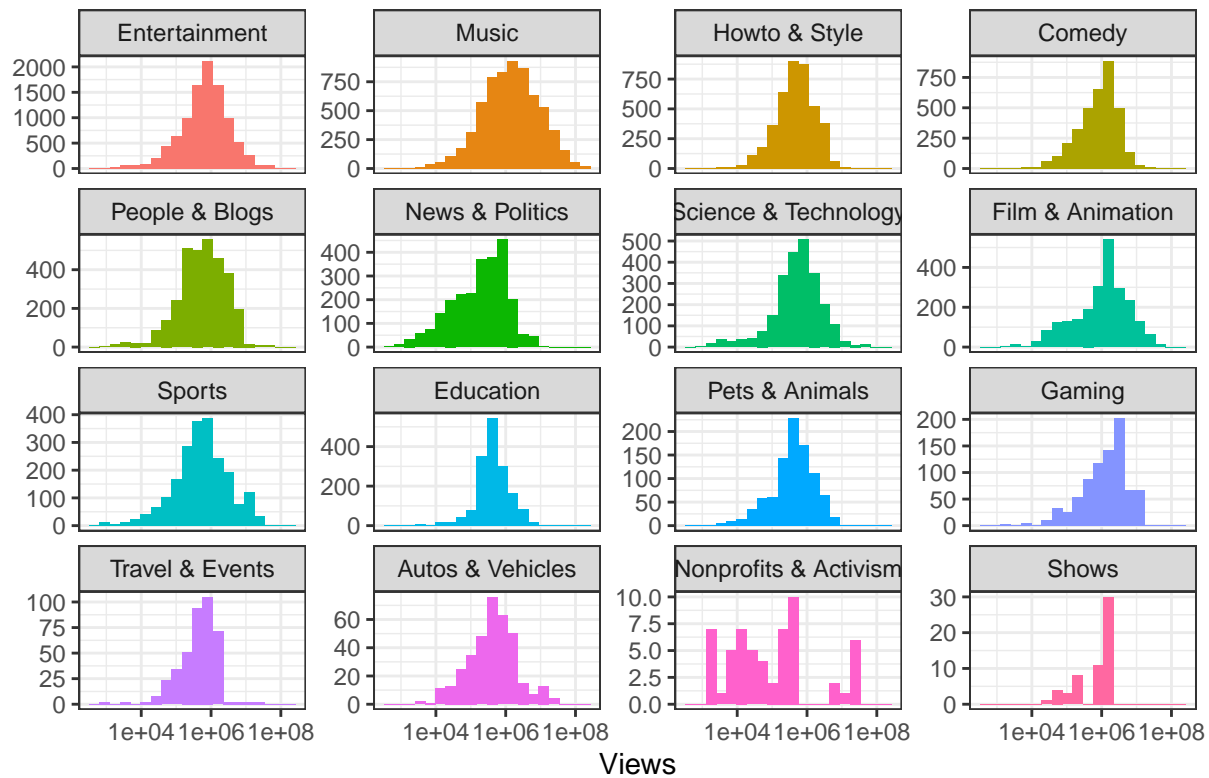 Entertainment Music Howto & Style Comedy
2000 1500 1000 500 0
750 500 250 0
750 500 250 0
750 500 250 0
People & Blogs News & Politics Science & Technology Film & Animation
400 200 0
400 300 200 100 0
500 400 300 200 100 0
400 200 0
Sports Education Pets & Animals Gaming
400 300 200 100 0
400 200 0
200 150 100 50 0
200 150 100 50 0
Travel & Events Autos & Vehicles Nonprofits & Activism Shows
100 75 50 25 0
60 40 20 0
10.0 7.5 5.0 2.5 0.0
30 20 10 0
1e+04 1e+06 1e+08 1e+04 1e+06 1e+08 1e+04 1e+06 1e+08 1e+04 1e+06 1e+08
Views